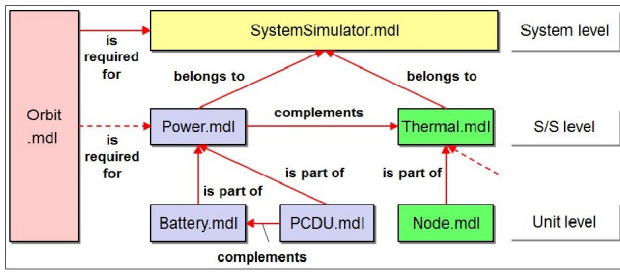 SystemSimulator.mdl
System level
is
required
for
belongs to
belongs to
Orbit
.mdl
Power.mdl
complements
Thermal.mdl
S/S level
is
required
for
is part of
is part of
is part of
Battery.mdl
PCDU.mdl
Node.mdl
Unit level
complements